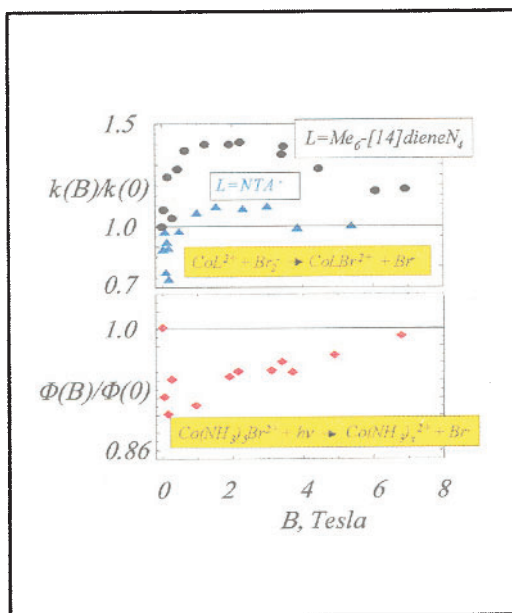 1.5
k(B)/k(0)
L=Me6-[14]dieneN4
L=NTA-
1.0
CoL2+ + Br2- → CoLBr2+ + Br-
0.7
1.0
Φ(B)/Φ(0)
Co(NH3)5Br2+ + hν → Co(NH3)52+ + Br·
0.86
0 2 4 6 8
B, Tesla